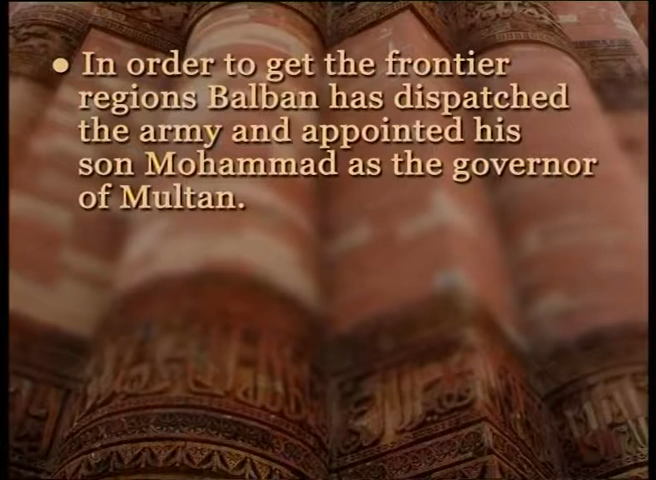 • In order to get the frontier
regions Balban has dispatched
the army and appointed his
son Mohammad as the governor
of Multan.